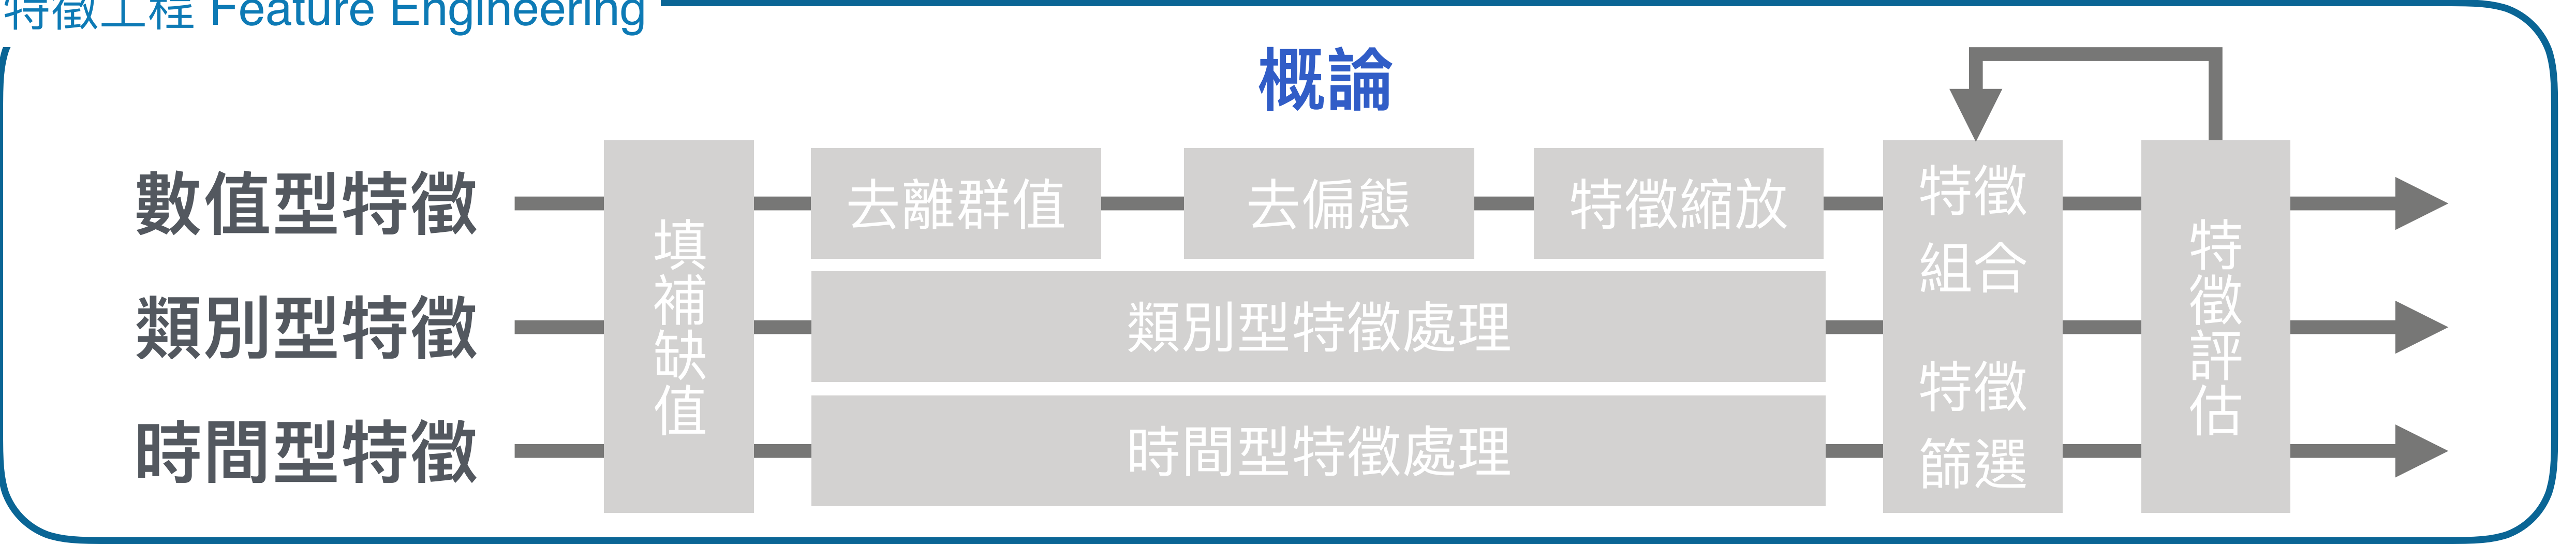 特徵工程 Feature Engineering
概論
數值型特徵
類別型特徵
時間型特徵
填補缺值
去離群值
去偏態
特徵縮放
類別型特徵處理
時間型特徵處理
特徵
組合
特徵
篩選
特徵評估